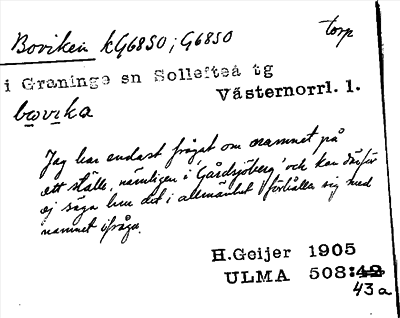 Boviken kG6850; G6850 torp
i Graninge sn Sollefteå tg
Västernorrl. l.
bovika
Jag har endast frågat om oramnet på
ett ställe, nämligen i 'Gårdsjöberg' och kan därför
ej säga hur det i allmänhet förhåller sig med
namnet ifråga.
H.Geijer 1905
ULMA 508:42
43a